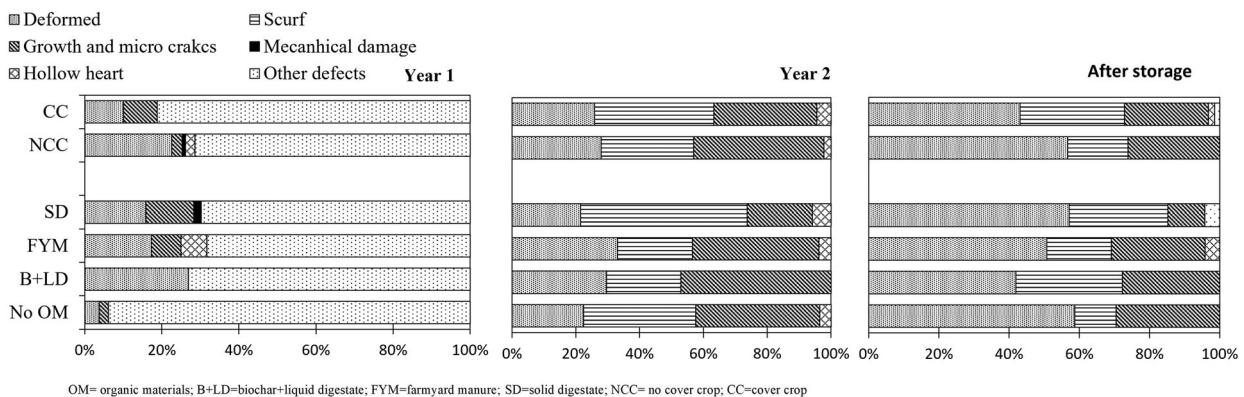 Deformed
Scurf
Growth and micro crakcs
Mecanhical damage
Hollow heart
Other defects
Year 1
Year 2
After storage
CC
NCC
SD
FYM
B+LD
No OM
0% 20% 40% 60% 80% 100%
0% 20% 40% 60% 80% 100%
0% 20% 40% 60% 80% 100%
OM= organic materials; B+LD=biochar+liquid digestate; FYM=farmyard manure; SD=solid digestate; NCC= no cover crop; CC=cover crop